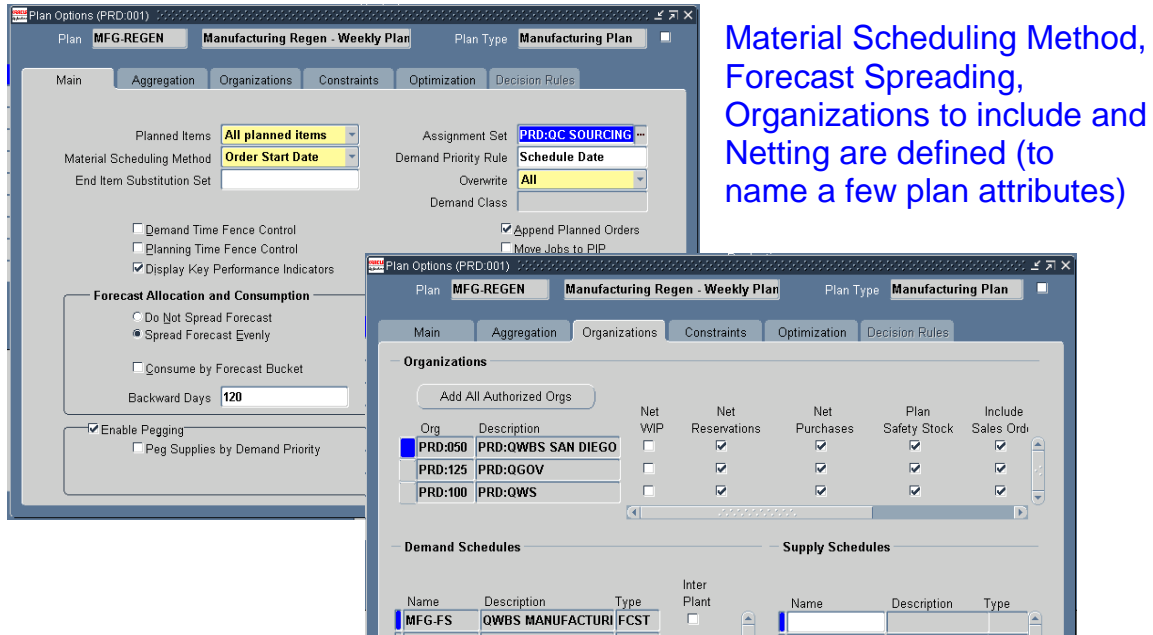 Plan Options (PRD:001)
Plan MFG-REGEN Manufacturing Regen - Weekly Plan Plan Type Manufacturing Plan
Main Aggregation Organizations Constraints Optimization Decision Rules
Planned Items All planned items Assignment Set PRD:QC SOURCING
Material Scheduling Method Order Start Date Demand Priority Rule Schedule Date
End Item Substitution Set Overwrite All
Demand Class
Demand Time Fence Control Append Planned Orders
Planning Time Fence Control Move Jobs to PIP
Display Key Performance Indicators
Forecast Allocation and Consumption
Do Not Spread Forecast
Spread Forecast Evenly
Consume by Forecast Bucket
Backward Days 120
Enable Pegging
Peg Supplies by Demand Priority
Material Scheduling Method,
Forecast Spreading,
Organizations to include and
Netting are defined (to
name a few plan attributes)
Plan Options (PRD:001)
Plan MFG-REGEN Manufacturing Regen - Weekly Plan Plan Type Manufacturing Plan
Main Aggregation Organizations Constraints Optimization Decision Rules
Organizations
Add All Authorized Orgs
Net Net Net Plan Include
Org Description WIP Reservations Purchases Safety Stock Sales Ord
PRD:050 PRD:QWBS SAN DIEGO
PRD:125 PRD:QGOV
PRD:100 PRD:QWS
Demand Schedules Supply Schedules
Inter
Name Description Type Plant Name Description Type
MFG-FS QWBS MANUFACTURI FCST